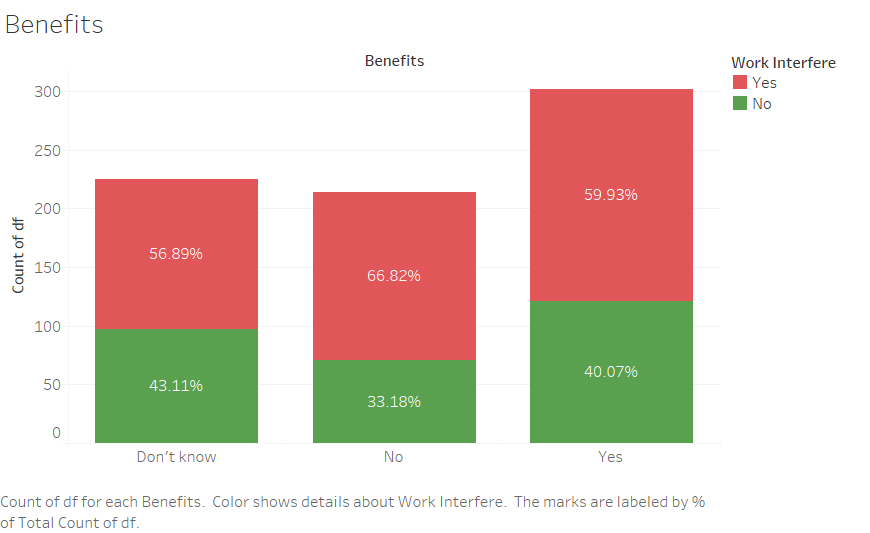 Benefits
Benefits
Work Interfere
Yes
No
300
250
200
150
100
50
0
Count of df
56.89%
43.11%
66.82%
33.18%
59.93%
40.07%
Don't know
No
Yes
Count of df for each Benefits.  Color shows details about Work Interfere.  The marks are labeled by %
of Total Count of df.